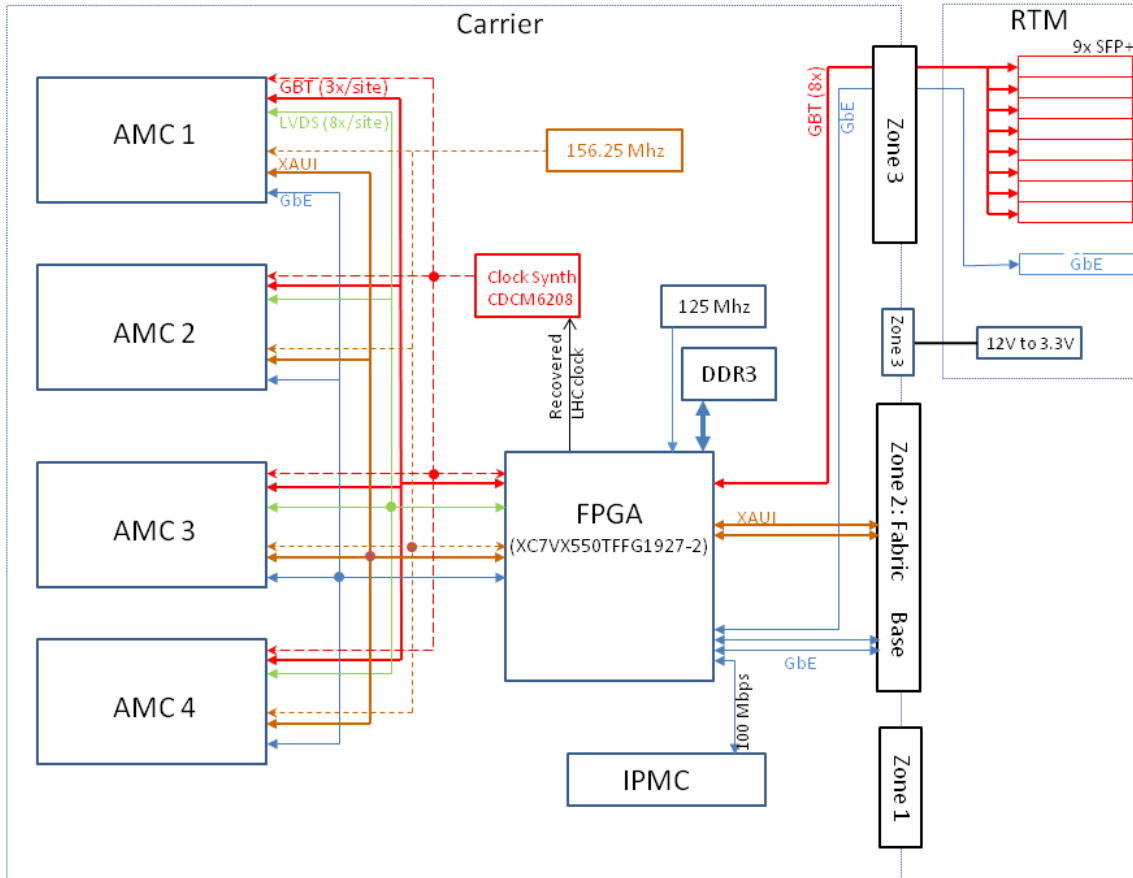 Carrier
RTM
9x SFP+
AMC 1
GBT (3x/site)
LVDS (8x/site)
XAUI
GbE
156.25 Mhz
GBT (8x)
GbE
Zone 3
GbE
AMC 2
Clock Synth
CDCM6208
Recovered
LHC clock
125 Mhz
DDR3
Zone 3
12V to 3.3V
AMC 3
FPGA
(XC7VX550TFFG1927-2)
XAUI
Zone 2: Fabric Base
GbE
AMC 4
100 Mbps
IPMC
Zone 1